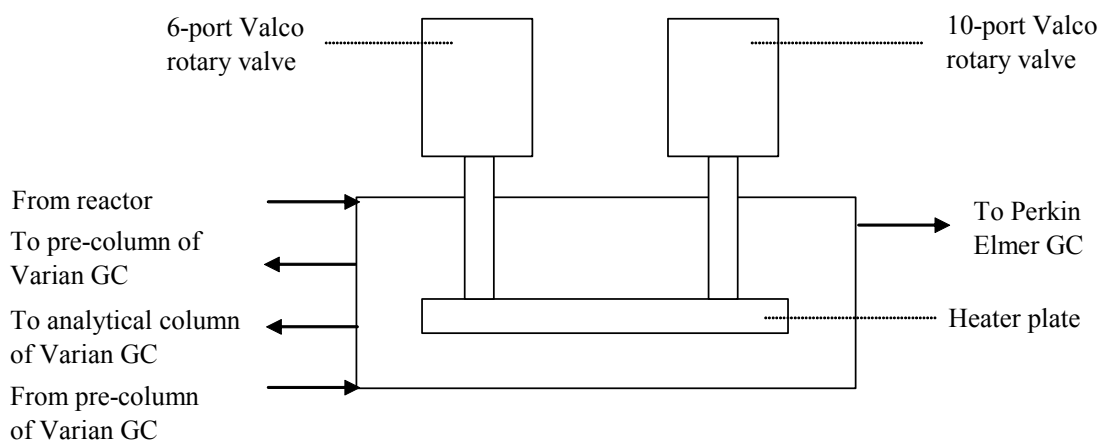 6-port Valco
rotary valve
10-port Valco
rotary valve
From reactor
To pre-column of
Varian GC
To analytical column
of Varian GC
From pre-column
of Varian GC
To Perkin
Elmer GC
Heater plate